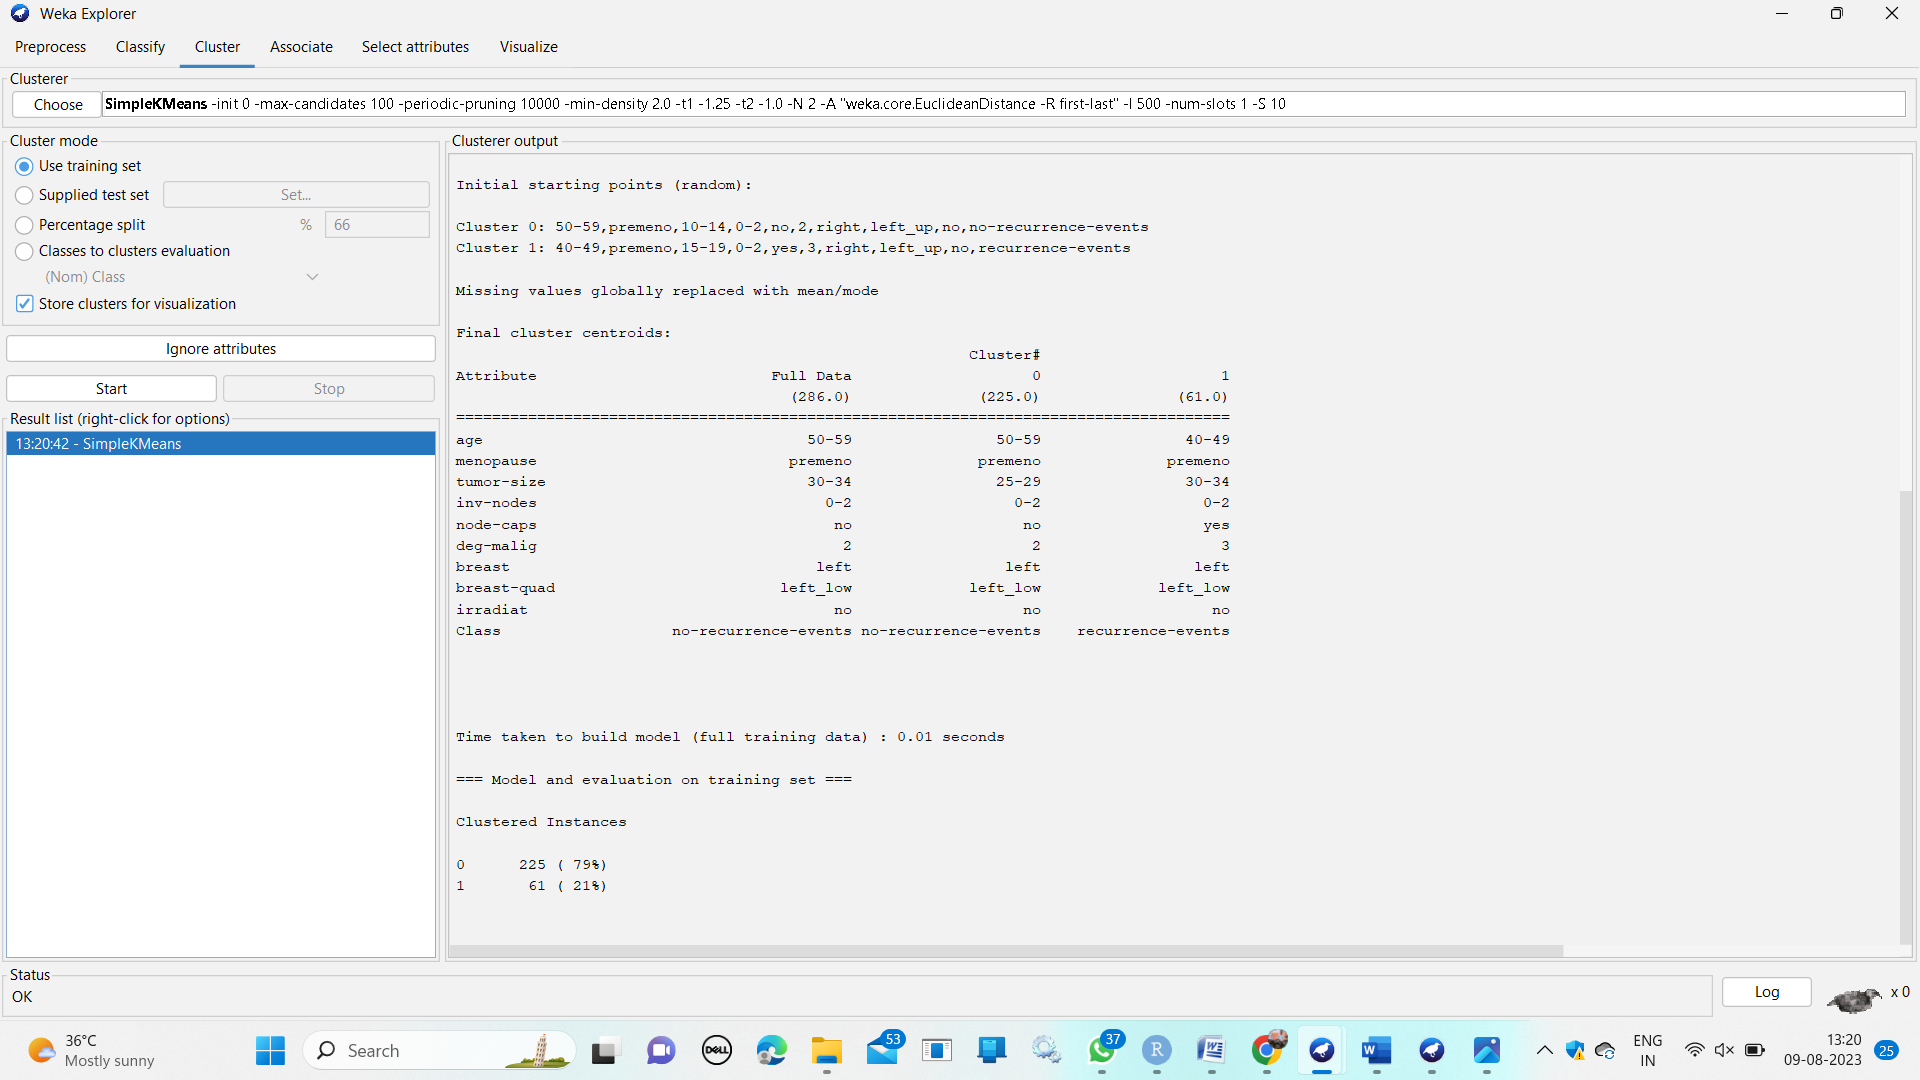 Weka Explorer
Preprocess Classify Cluster Associate Select attributes Visualize
Clusterer
Choose SimpleKMeans -init 0 -max-candidates 100 -periodic-pruning 10000 -min-density 2.0 -t1 -1.25 -t2 -1.0 -N 2 -A "weka.core.EuclideanDistance -R first-last" -I 500 -num-slots 1 -S 10
Cluster mode
Use training set
Supplied test set Set...
Percentage split % 66
Classes to clusters evaluation
(Nom) Class
Store clusters for visualization
Ignore attributes
Start Stop
Result list (right-click for options)
13:20:42 - SimpleKMeans
Clusterer output
Initial starting points (random):
Cluster 0: 50-59,premeno,10-14,0-2,no,2,right,left_up,no,no-recurrence-events
Cluster 1: 40-49,premeno,15-19,0-2,yes,3,right,left_up,no,recurrence-events
Missing values globally replaced with mean/mode
Final cluster centroids:
Cluster#
Attribute Full Data 0 1
(286.0) (225.0) (61.0)
======================================================================================
age 50-59 50-59 40-49
menopause premeno premeno premeno
tumor-size 30-34 25-29 30-34
inv-nodes 0-2 0-2 0-2
node-caps no no yes
deg-malig 2 2 3
breast left left left
breast-quad left_low left_low left_low
irradiat no no no
Class no-recurrence-events no-recurrence-events recurrence-events
Time taken to build model (full training data) : 0.01 seconds
=== Model and evaluation on training set ===
Clustered Instances
0 225 ( 79%)
1 61 ( 21%)
Status
OK
Log
x 0
36°C
Mostly sunny
Search
DELL
53
37
R
W
ENG
IN
13:20
09-08-2023
25